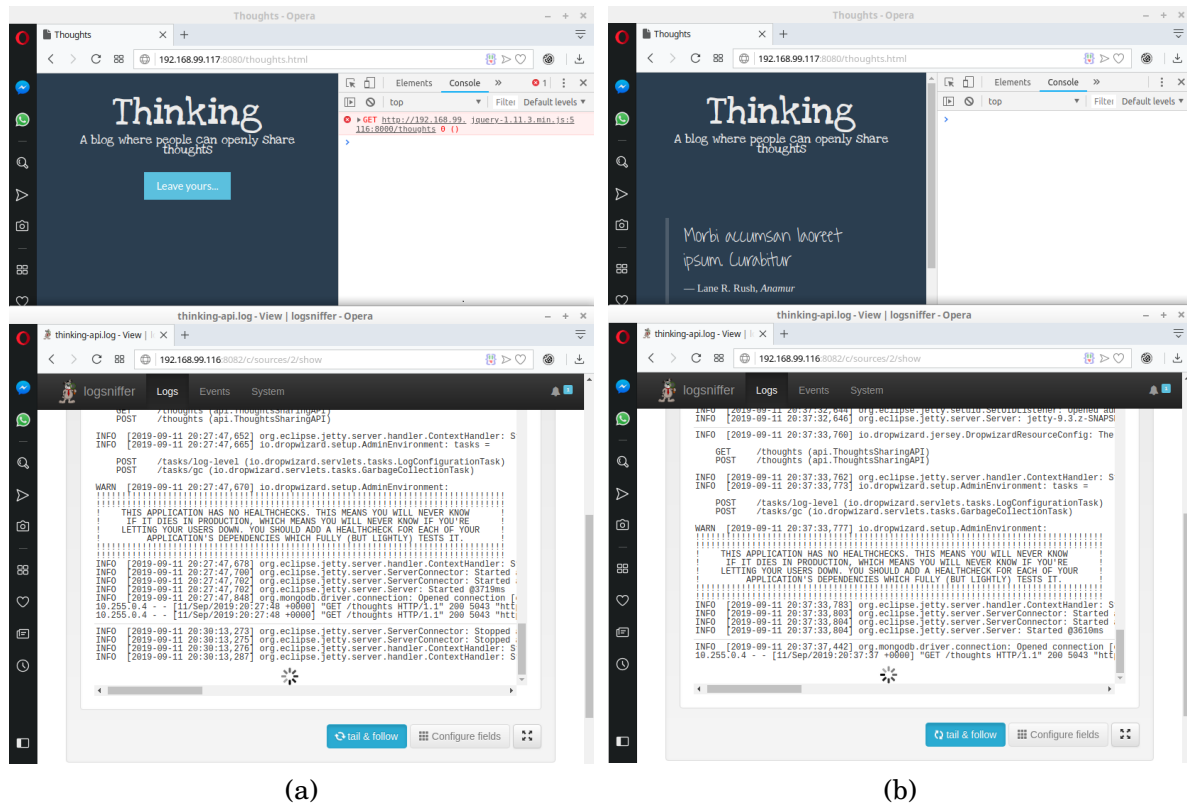 Thoughts - Opera
Thoughts
192.168.99.117:8080/thoughts.html
Thinking
A blog where people can openly share
thoughts
Leave yours...
Elements Console » 1
top Filter Default levels ▾
GET http://192.168.99. jquery-1.11.3.min.js:5
116:8000/thoughts 0 ()
thinking-api.log - View | logsniffer - Opera
thinking-api.log - View |
192.168.99.116:8082/c/sources/2/show
logsniffer Logs Events System
GET /thoughts (api.ThoughtsSharingAPI)
POST /thoughts (api.ThoughtsSharingAPI)
INFO [2019-09-11 20:27:47,652] org.eclipse.jetty.server.handler.ContextHandler: S
INFO [2019-09-11 20:27:47,665] io.dropwizard.setup.AdminEnvironment: tasks =
POST /tasks/log-level (io.dropwizard.servlets.tasks.LogConfigurationTask)
POST /tasks/gc (io.dropwizard.servlets.tasks.GarbageCollectionTask)
WARN [2019-09-11 20:27:47,670] io.dropwizard.setup.AdminEnvironment:
! THIS APPLICATION HAS NO HEALTHCHECKS. THIS MEANS YOU WILL NEVER KNOW !
! IF IT DIES IN PRODUCTION, WHICH MEANS YOU WILL NEVER KNOW IF YOU'RE !
! LETTING YOUR USERS DOWN. YOU SHOULD ADD A HEALTHCHECK FOR EACH OF YOUR !
! APPLICATION'S DEPENDENCIES WHICH FULLY (BUT LIGHTLY) TESTS IT. !
INFO [2019-09-11 20:27:47,678] org.eclipse.jetty.server.handler.ContextHandler: S
INFO [2019-09-11 20:27:47,700] org.eclipse.jetty.server.ServerConnector: Started
INFO [2019-09-11 20:27:47,702] org.eclipse.jetty.server.ServerConnector: Started
INFO [2019-09-11 20:27:47,702] org.eclipse.jetty.server.Server: Started @3719ms
INFO [2019-09-11 20:27:47,848] org.mongodb.driver.connection: Opened connection [
10.255.0.4 - - [11/Sep/2019:20:27:48 +0000] "GET /thoughts HTTP/1.1" 200 5043 "htt
10.255.0.4 - - [11/Sep/2019:20:27:48 +0000] "GET /thoughts HTTP/1.1" 200 5043 "htt
INFO [2019-09-11 20:30:13,273] org.eclipse.jetty.server.ServerConnector: Stopped
INFO [2019-09-11 20:30:13,275] org.eclipse.jetty.server.ServerConnector: Stopped
INFO [2019-09-11 20:30:13,276] org.eclipse.jetty.server.handler.ContextHandler: S
INFO [2019-09-11 20:30:13,287] org.eclipse.jetty.server.handler.ContextHandler: S
tail & follow Configure fields
(a)
Thoughts - Opera
Thoughts
192.168.99.117:8080/thoughts.html
Thinking
A blog where people can openly share
thoughts
Morbi accumsan laoreet
ipsum. Curabitur
— Lane R. Rush, Anamur
Elements Console »
top Filter Default levels ▾
thinking-api.log - View | logsniffer - Opera
thinking-api.log - View |
192.168.99.116:8082/c/sources/2/show
logsniffer Logs Events System
INFO [2019-09-11 20:37:32,644] org.eclipse.jetty.setuid.SetUIDListener: Opened
INFO [2019-09-11 20:37:32,646] org.eclipse.jetty.server.Server: jetty-9.3.z-SNAPS
INFO [2019-09-11 20:37:33,760] io.dropwizard.jersey.DropwizardResourceConfig: The
GET /thoughts (api.ThoughtsSharingAPI)
POST /thoughts (api.ThoughtsSharingAPI)
INFO [2019-09-11 20:37:33,762] org.eclipse.jetty.server.handler.ContextHandler: S
INFO [2019-09-11 20:37:33,773] io.dropwizard.setup.AdminEnvironment: tasks =
POST /tasks/log-level (io.dropwizard.servlets.tasks.LogConfigurationTask)
POST /tasks/gc (io.dropwizard.servlets.tasks.GarbageCollectionTask)
WARN [2019-09-11 20:37:33,777] io.dropwizard.setup.AdminEnvironment:
! THIS APPLICATION HAS NO HEALTHCHECKS. THIS MEANS YOU WILL NEVER KNOW !
! IF IT DIES IN PRODUCTION, WHICH MEANS YOU WILL NEVER KNOW IF YOU'RE !
! LETTING YOUR USERS DOWN. YOU SHOULD ADD A HEALTHCHECK FOR EACH OF YOUR !
! APPLICATION'S DEPENDENCIES WHICH FULLY (BUT LIGHTLY) TESTS IT. !
INFO [2019-09-11 20:37:33,783] org.eclipse.jetty.server.handler.ContextHandler: S
INFO [2019-09-11 20:37:33,803] org.eclipse.jetty.server.ServerConnector: Started
INFO [2019-09-11 20:37:33,804] org.eclipse.jetty.server.ServerConnector: Started
INFO [2019-09-11 20:37:33,804] org.eclipse.jetty.server.Server: Started @3610ms
INFO [2019-09-11 20:37:37,442] org.mongodb.driver.connection: Opened connection [
10.255.0.4 - - [11/Sep/2019:20:37:37 +0000] "GET /thoughts HTTP/1.1" 200 5043 "htt
tail & follow Configure fields
(b)